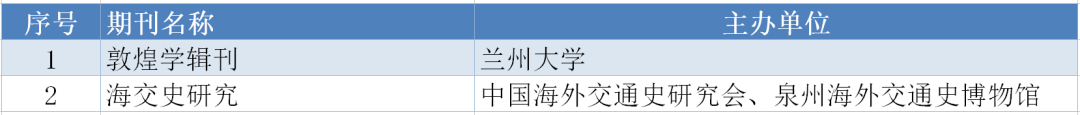 序号 期刊名称 主办单位
1 敦煌学辑刊 兰州大学
2 海交史研究 中国海外交通史研究会、泉州海外交通史博物馆